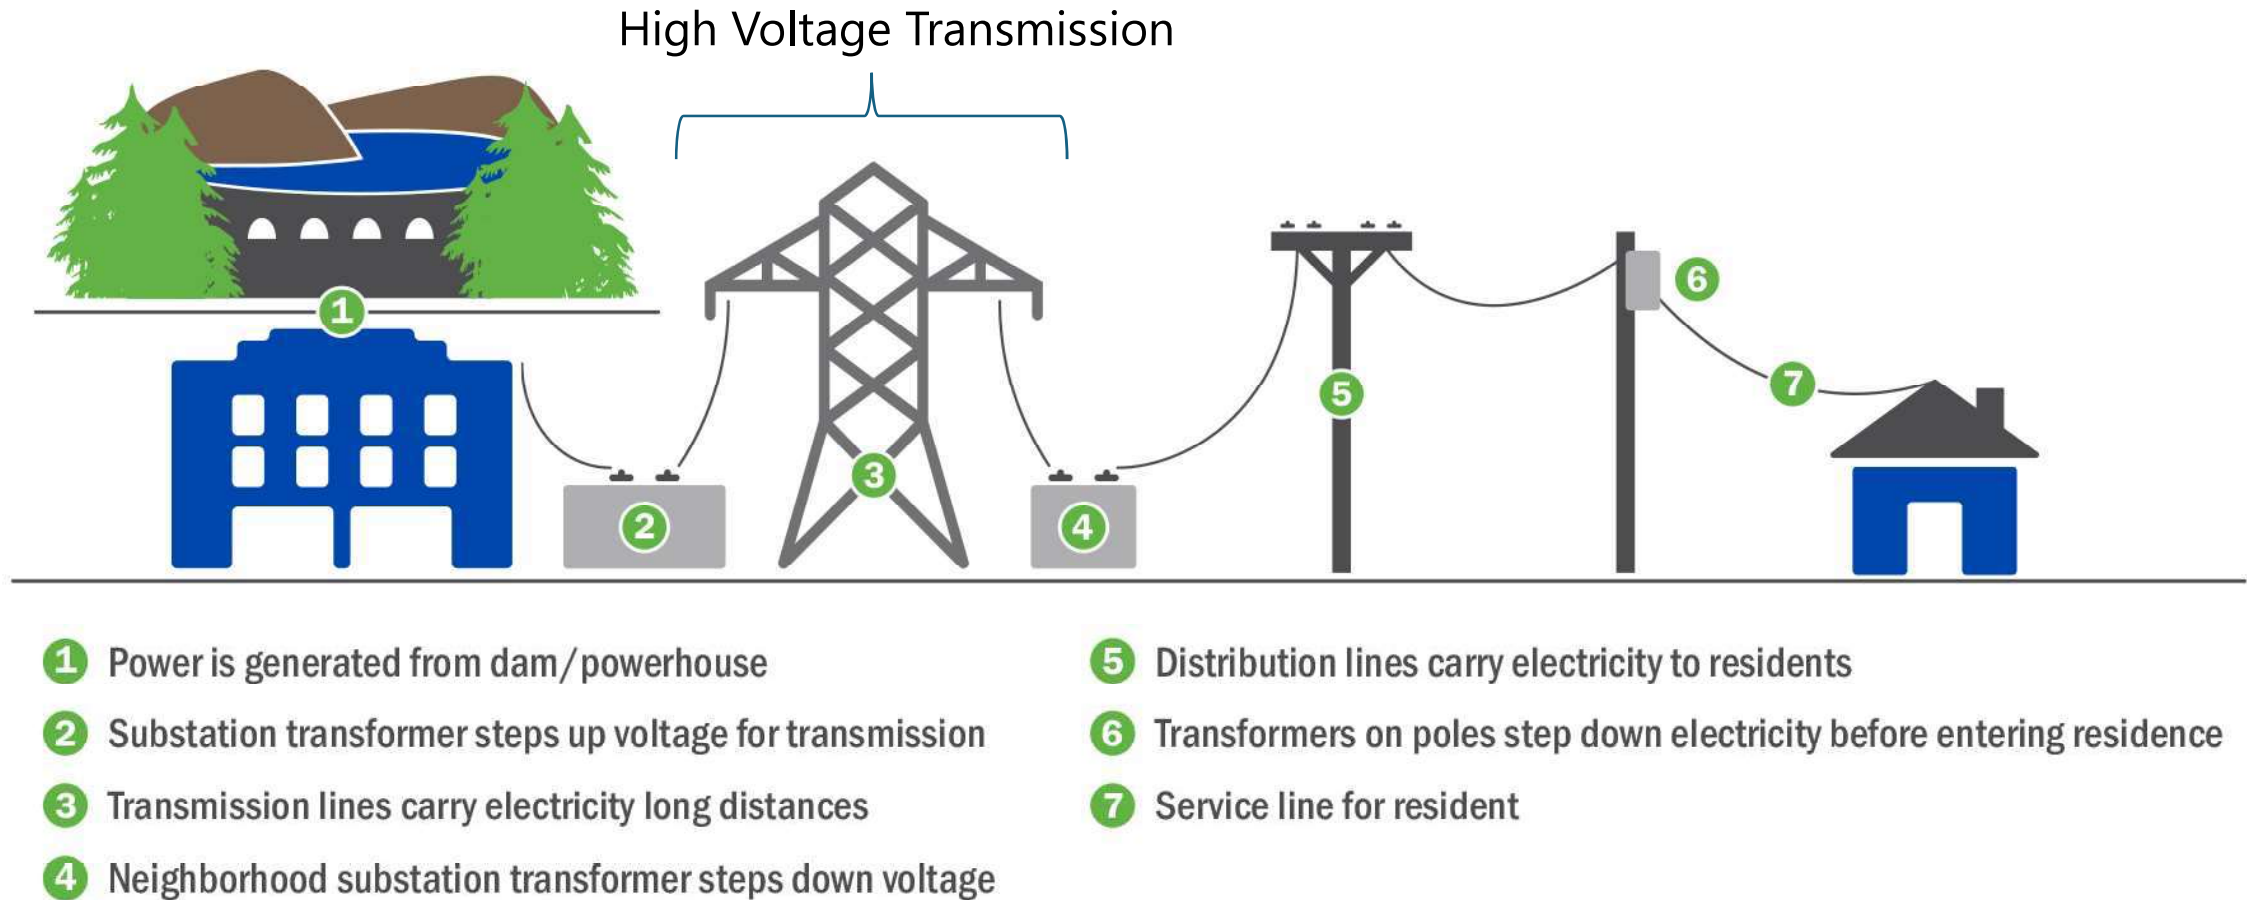 High Voltage Transmission
1
2
3
4
5
6
7
1 Power is generated from dam/powerhouse
2 Substation transformer steps up voltage for transmission
3 Transmission lines carry electricity long distances
4 Neighborhood substation transformer steps down voltage
5 Distribution lines carry electricity to residents
6 Transformers on poles step down electricity before entering residence
7 Service line for resident